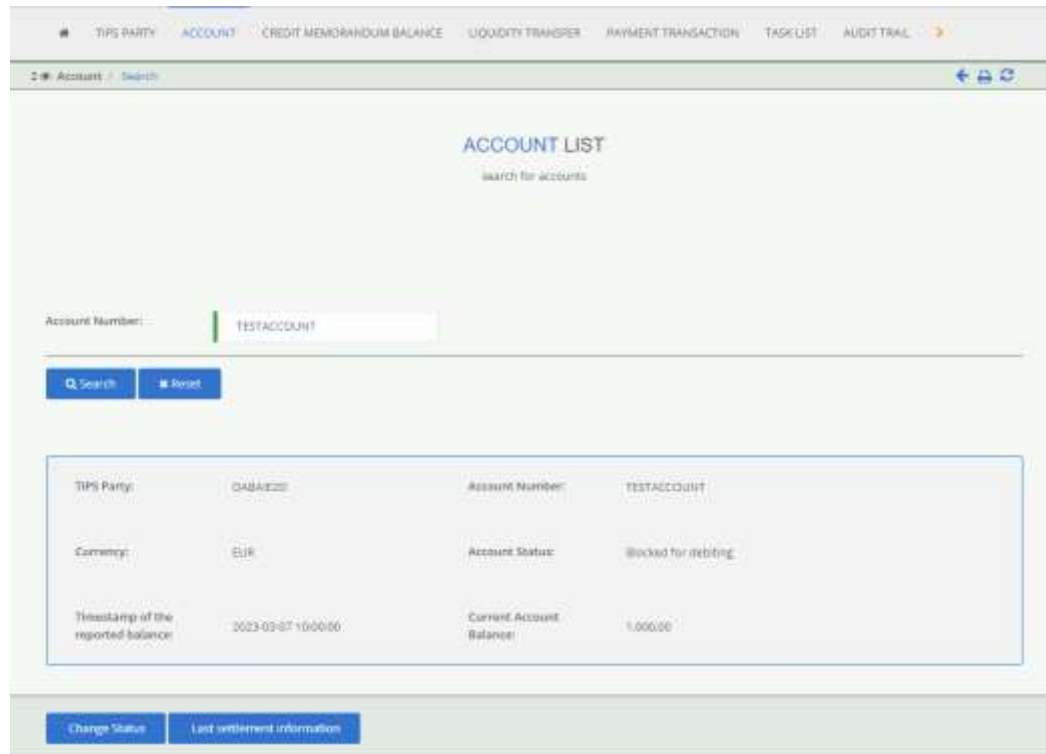 TIPS PARTY ACCOUNT CREDIT MEMORANDUM BALANCE LIQUIDITY TRANSFER PAYMENT TRANSACTION TASK LIST AUDIT TRAIL
Account / Search
ACCOUNT LIST
search for accounts
Account Number: TESTACCOUNT
Search Reset
TIPS Party: Account Number: TESTACCOUNT
Currency: EUR Account Status: Blocked for debiting
Timestamp of the reported balance: 2023-03-07 10:00:00 Current Account Balance: 1.000,00
Change Status Last settlement information